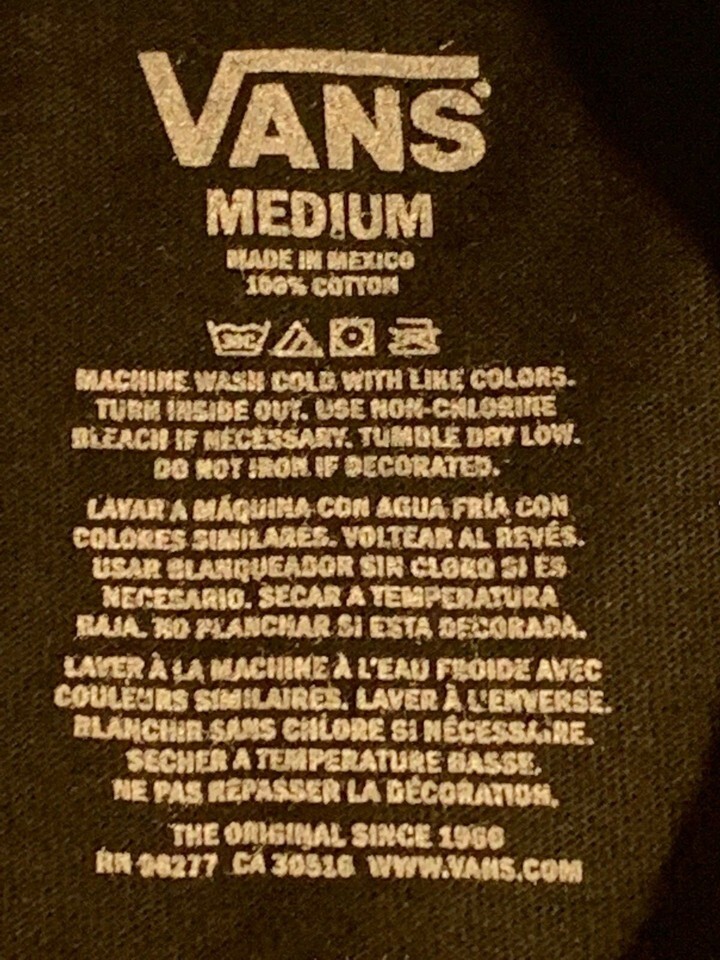 VANS
MEDIUM
MADE IN MEXICO
100% COTTON
30C
MACHINE WASH COLD WITH LIKE COLORS.
TURN INSIDE OUT. USE NON-CHLORINE
BLEACH IF NECESSARY. TUMBLE DRY LOW.
DO NOT IRON IF DECORATED.
LAVAR A MÁQUINA CON AGUA FRÍA CON
COLORES SIMILARES. VOLTEAR AL REVÉS.
USAR BLANQUEADOR SIN CLORO SI ES
NECESARIO. SECAR A TEMPERATURA
BAJA. NO PLANCHAR SI ESTA DECORADA.
LAVER À LA MACHINE À L'EAU FROIDE AVEC
COULEURS SIMILAIRES. LAVER À L'ENVERSE.
BLANCHIR SANS CHLORE SI NÉCESSAIRE.
SECHER A TEMPERATURE BASSE.
NE PAS REPASSER LA DÉCORATION.
THE ORIGINAL SINCE 1966
RN 96277 CA 30516 WWW.VANS.COM